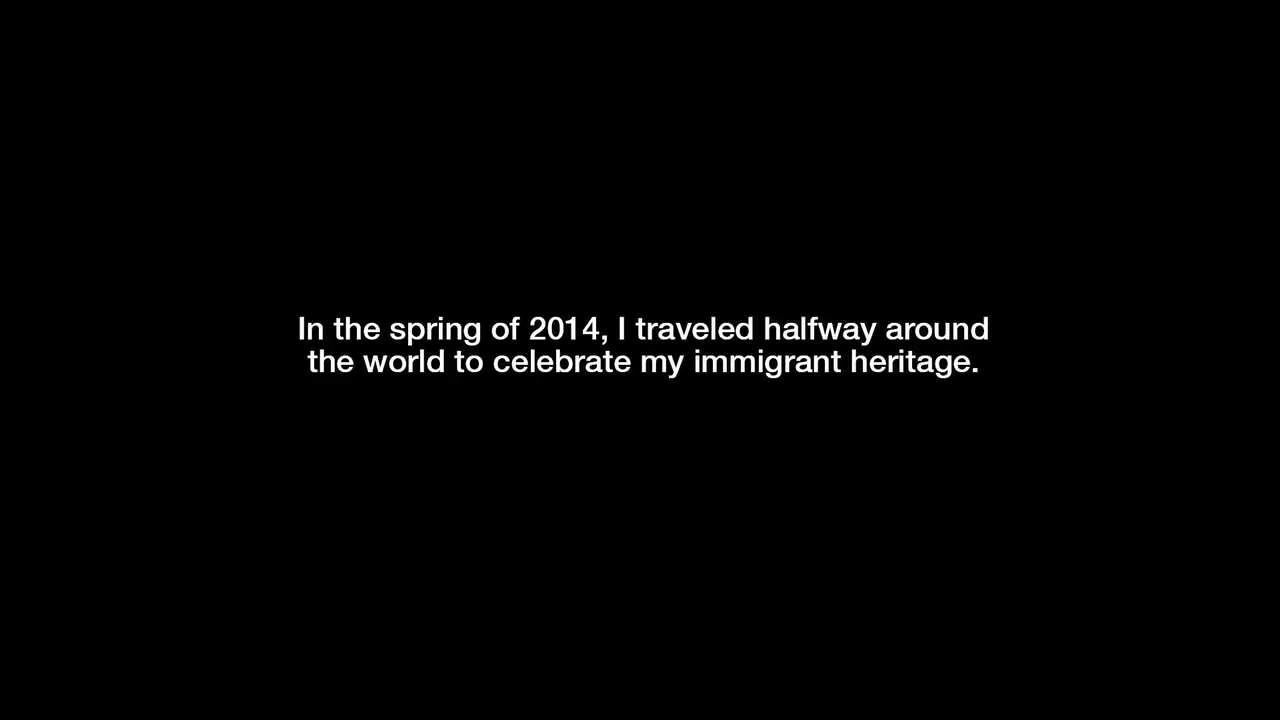 In the spring of 2014, I traveled halfway around
the world to celebrate my immigrant heritage.